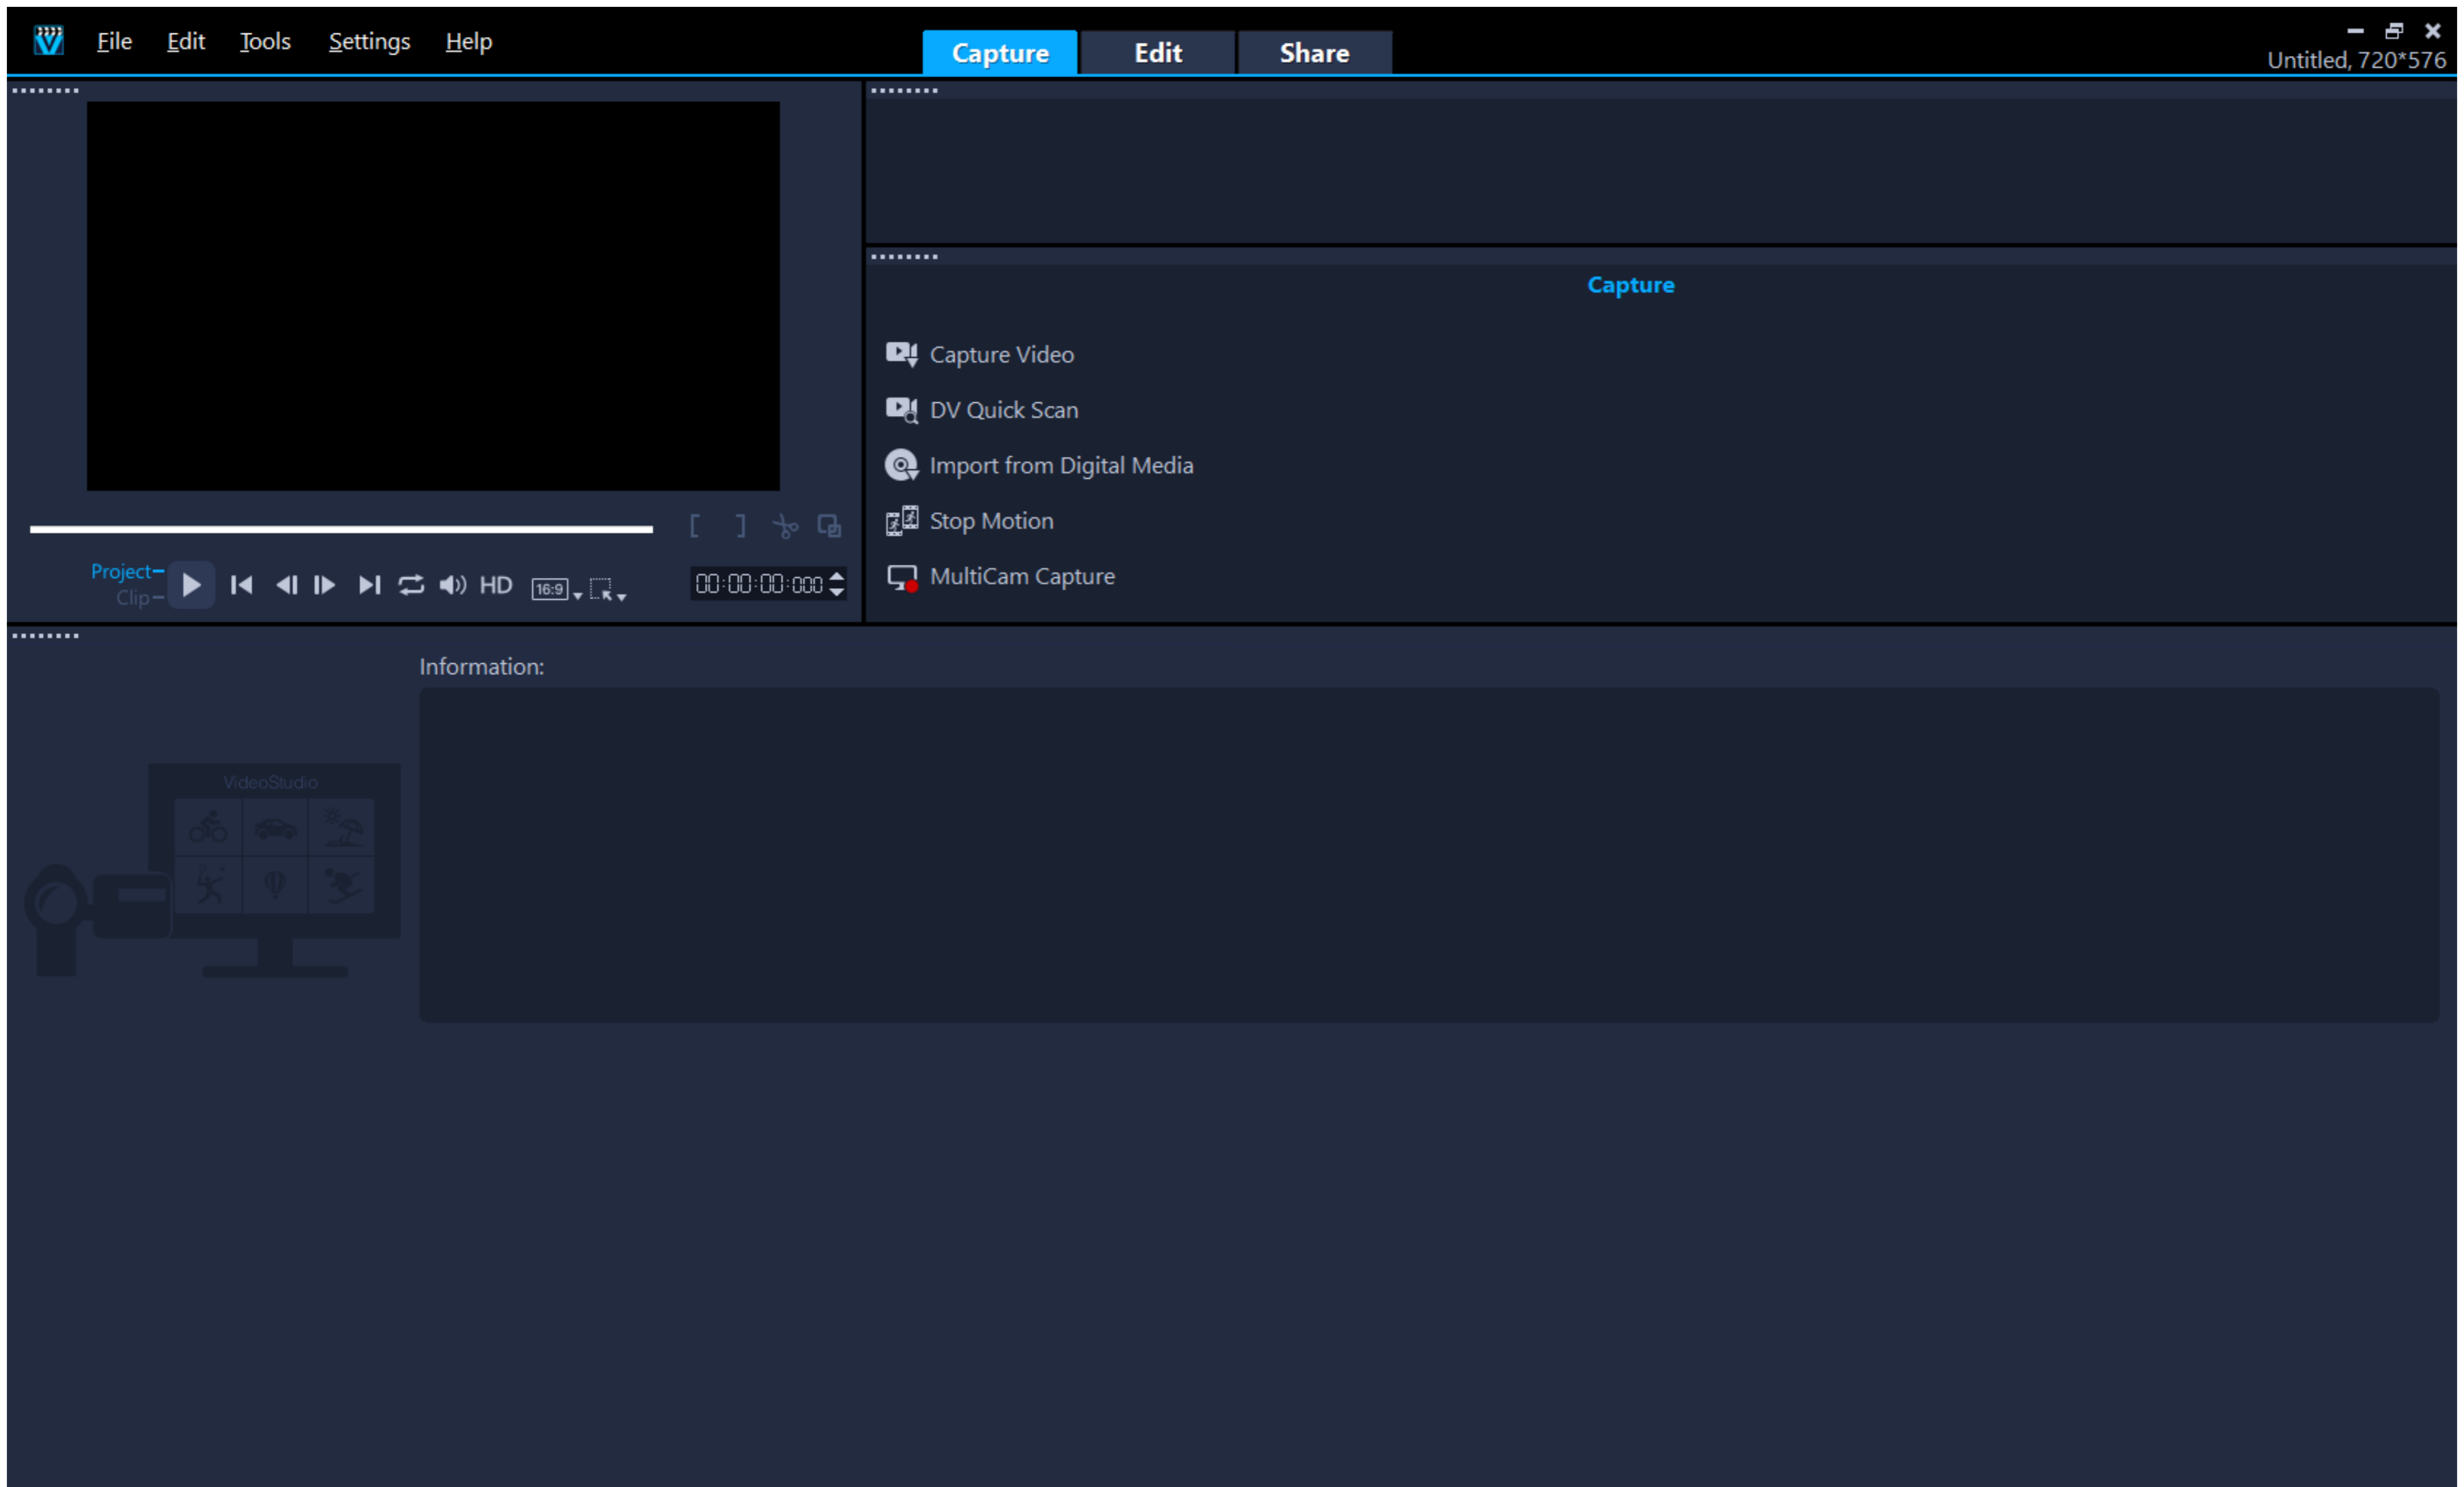 File Edit Tools Settings Help
Capture Edit Share
Untitled, 720*576
Capture
Capture Video
DV Quick Scan
Import from Digital Media
Stop Motion
MultiCam Capture
[ ]
Project
Clip
HD 16:9 00:00:00:000
Information:
VideoStudio